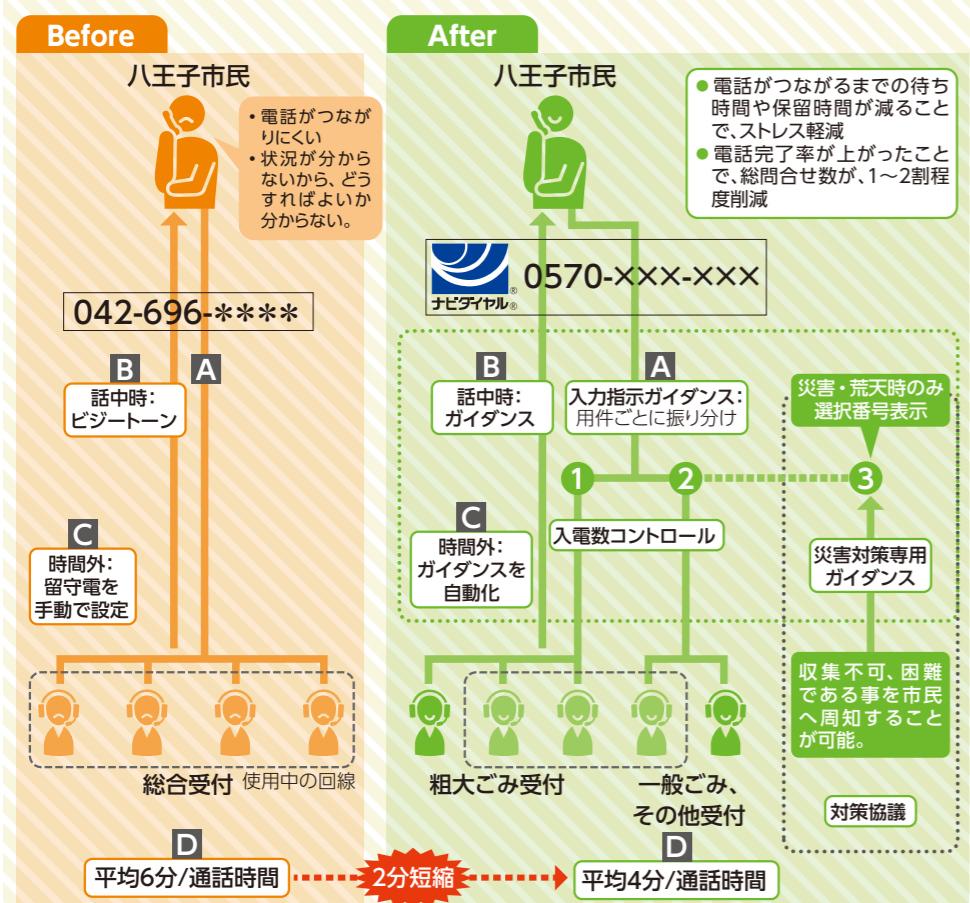 Before
八王子市民
・電話がつなが
りにくい
・状況が分から
ないから、どう
すればよいか
分からない。
042-696-****
B
A
話中時：
ビジートーン
C
時間外：
留守電を
手動で設定
総合受付
使用中の回線
D
平均6分/通話時間
2分短縮
After
八王子市民
●電話がつながるまでの待ち
時間や保留時間が減ること
で、ストレス軽減
●電話完了率が上がったこと
で、総問合せ数が、1〜2割程
度削減
ナビダイヤル®
®
0570-×××-×××
B
話中時：
ガイダンス
A
入力指示ガイダンス：
用件ごとに振り分け
災害・荒天時のみ
選択番号表示
1
2
3
C
時間外：
ガイダンスを
自動化
入電数コントロール
災害対策専用
ガイダンス
収集不可、困難
である事を市民
へ周知すること
が可能。
粗大ごみ受付
一般ごみ、
その他受付
対策協議
D
平均4分/通話時間